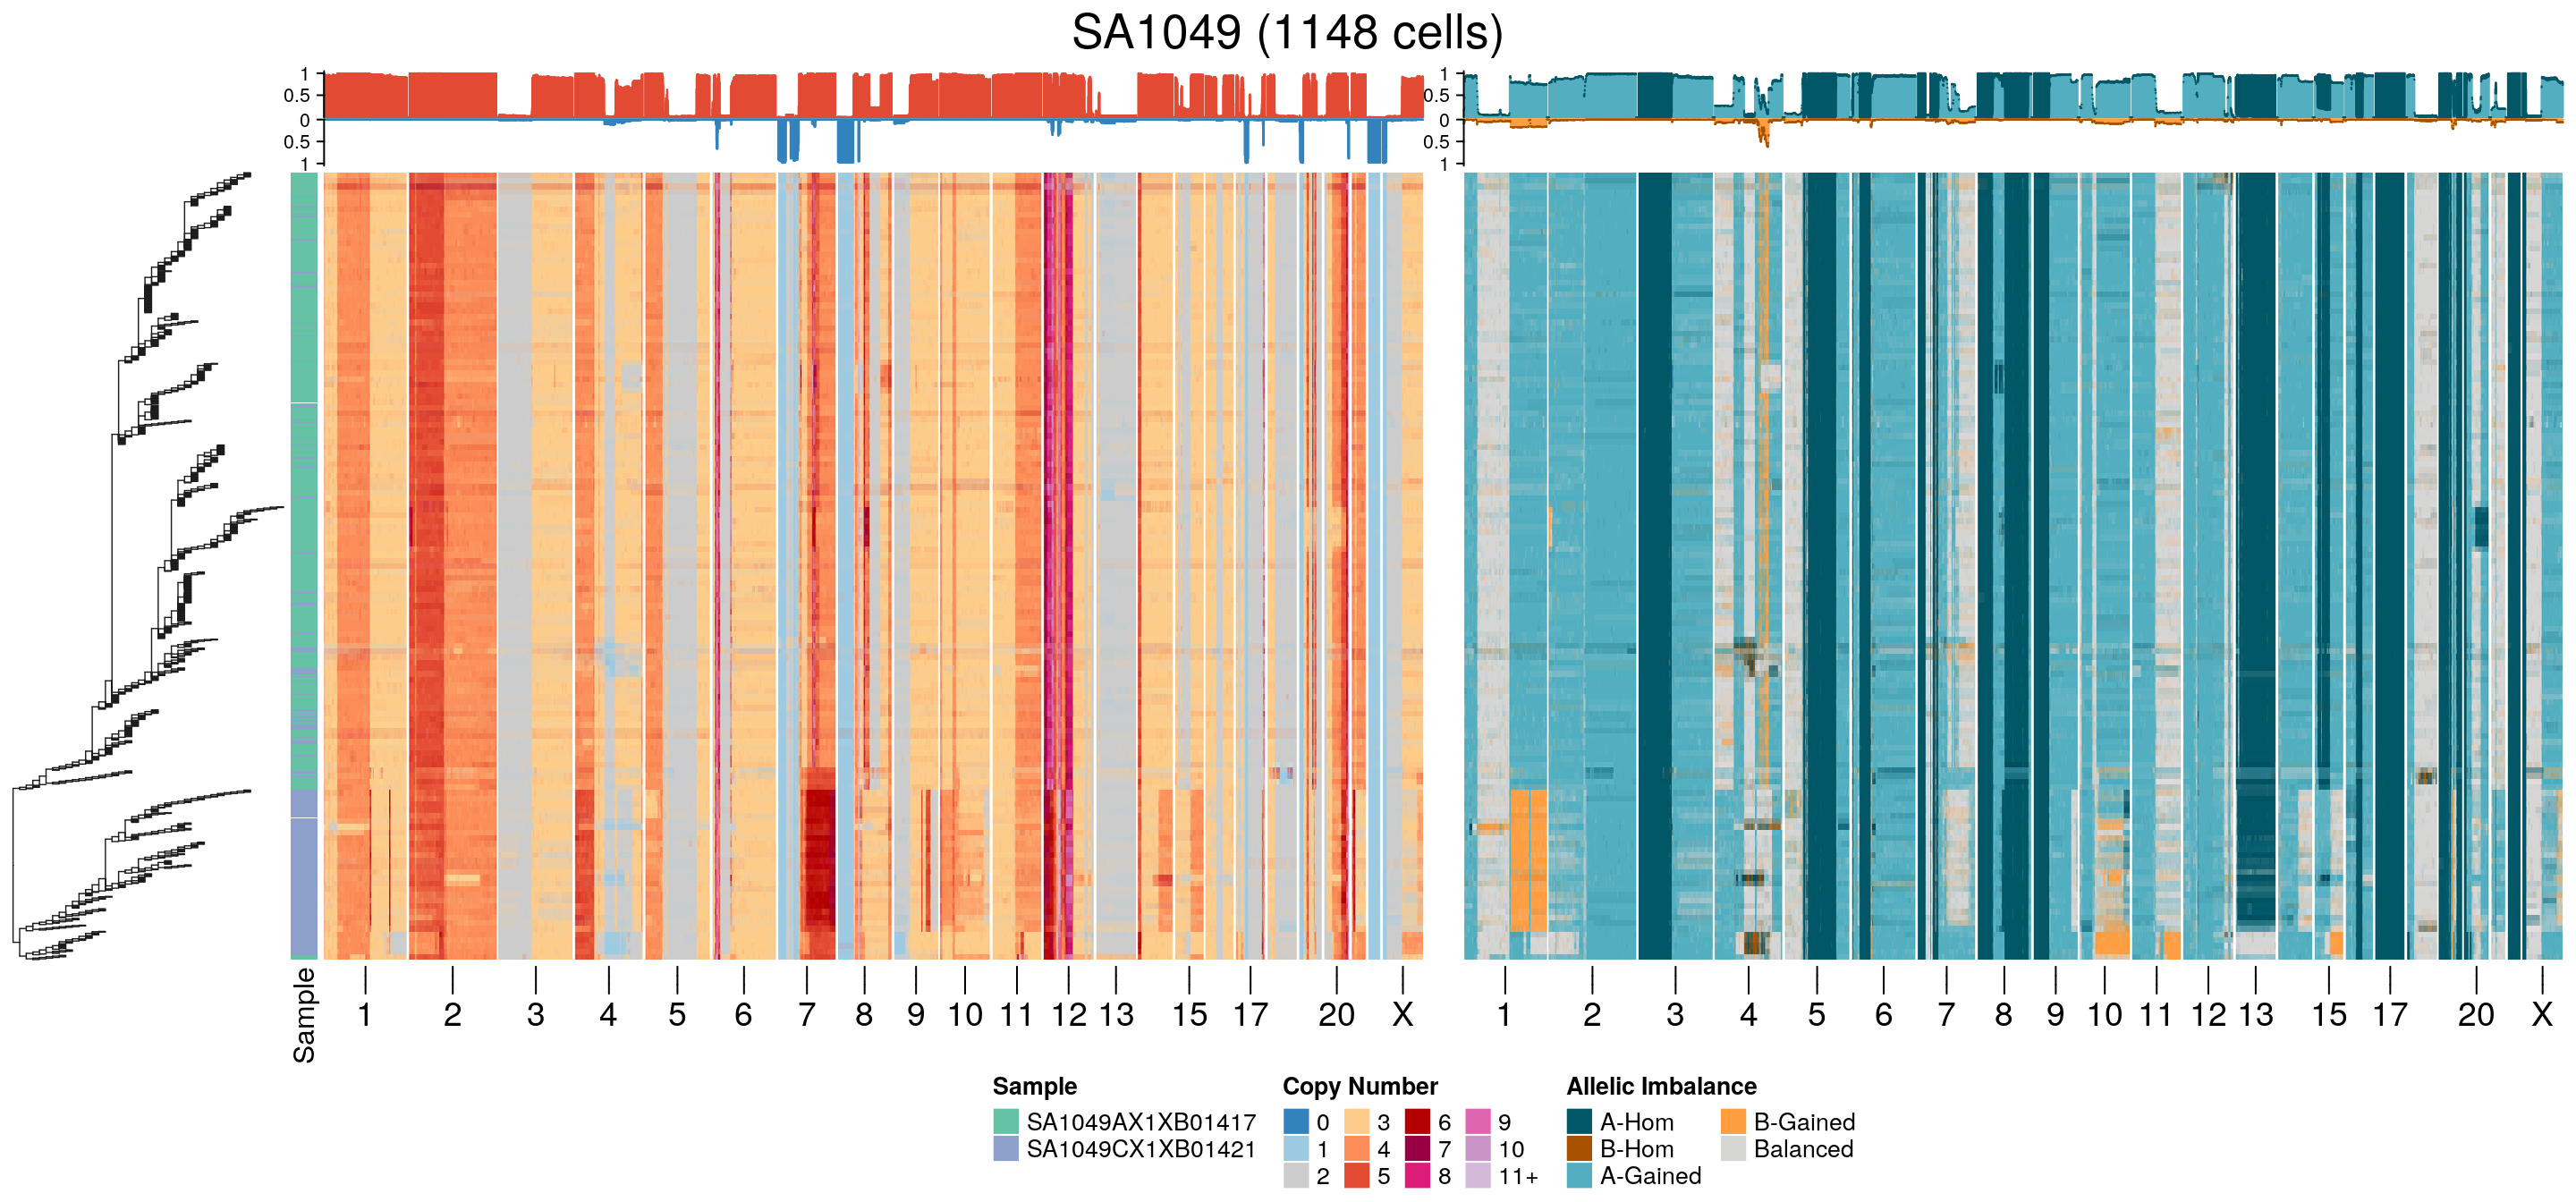 SA1049 (1148 cells)
1
0.5
0
0.5
1
1
0.5
0
0.5
1
Sample
1 2 3 4 5 6 7 8 9 10 11 12 13 15 17 20 X
1 2 3 4 5 6 7 8 9 10 11 12 13 15 17 20 X
Sample
SA1049AX1XB01417
SA1049CX1XB01421
Copy Number
0 3 6 9
1 4 7 10
2 5 8 11+
Allelic Imbalance
A-Hom B-Gained
B-Hom Balanced
A-Gained